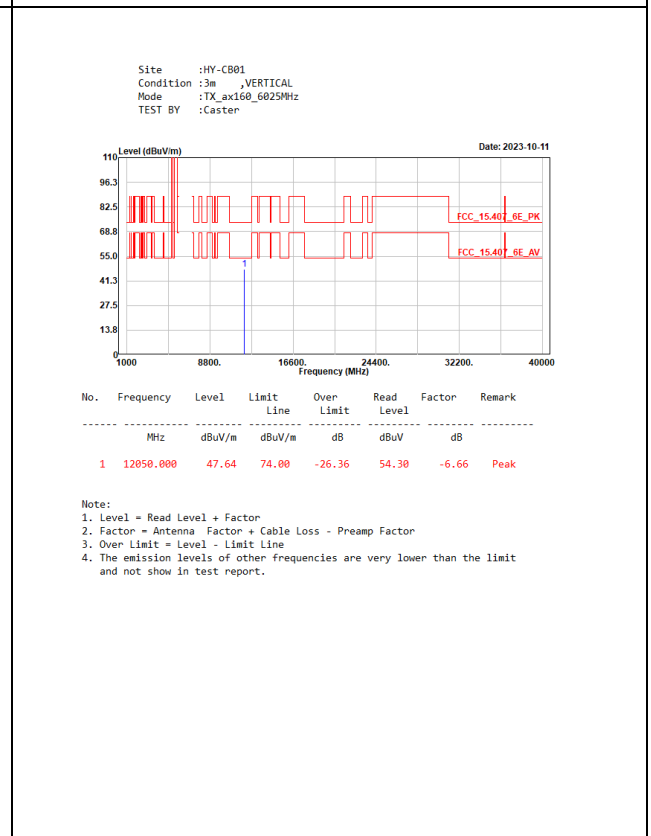 Site :HY-CB01
Condition :3m ,VERTICAL
Mode :TX_ax160_6025MHz
TEST BY :Caster
Level (dBuV/m)
Date: 2023-10-11
110
96.3
82.5
FCC_15.407_6E_PK
68.8
FCC_15.407_6E_AV
55.0
1
41.3
27.5
13.8
0
1000 8800. 16600. 24400. 32200. 40000
Frequency (MHz)
No. Frequency Level Limit Over Read Factor Remark
Line Limit Level
------ ----------- -------- --------- --------- --------- -------- ---------
MHz dBuV/m dBuV/m dB dBuV dB
1 12050.000 47.64 74.00 -26.36 54.30 -6.66 Peak
Note:
1. Level = Read Level + Factor
2. Factor = Antenna Factor + Cable Loss - Preamp Factor
3. Over Limit = Level - Limit Line
4. The emission levels of other frequencies are very lower than the limit
and not show in test report.